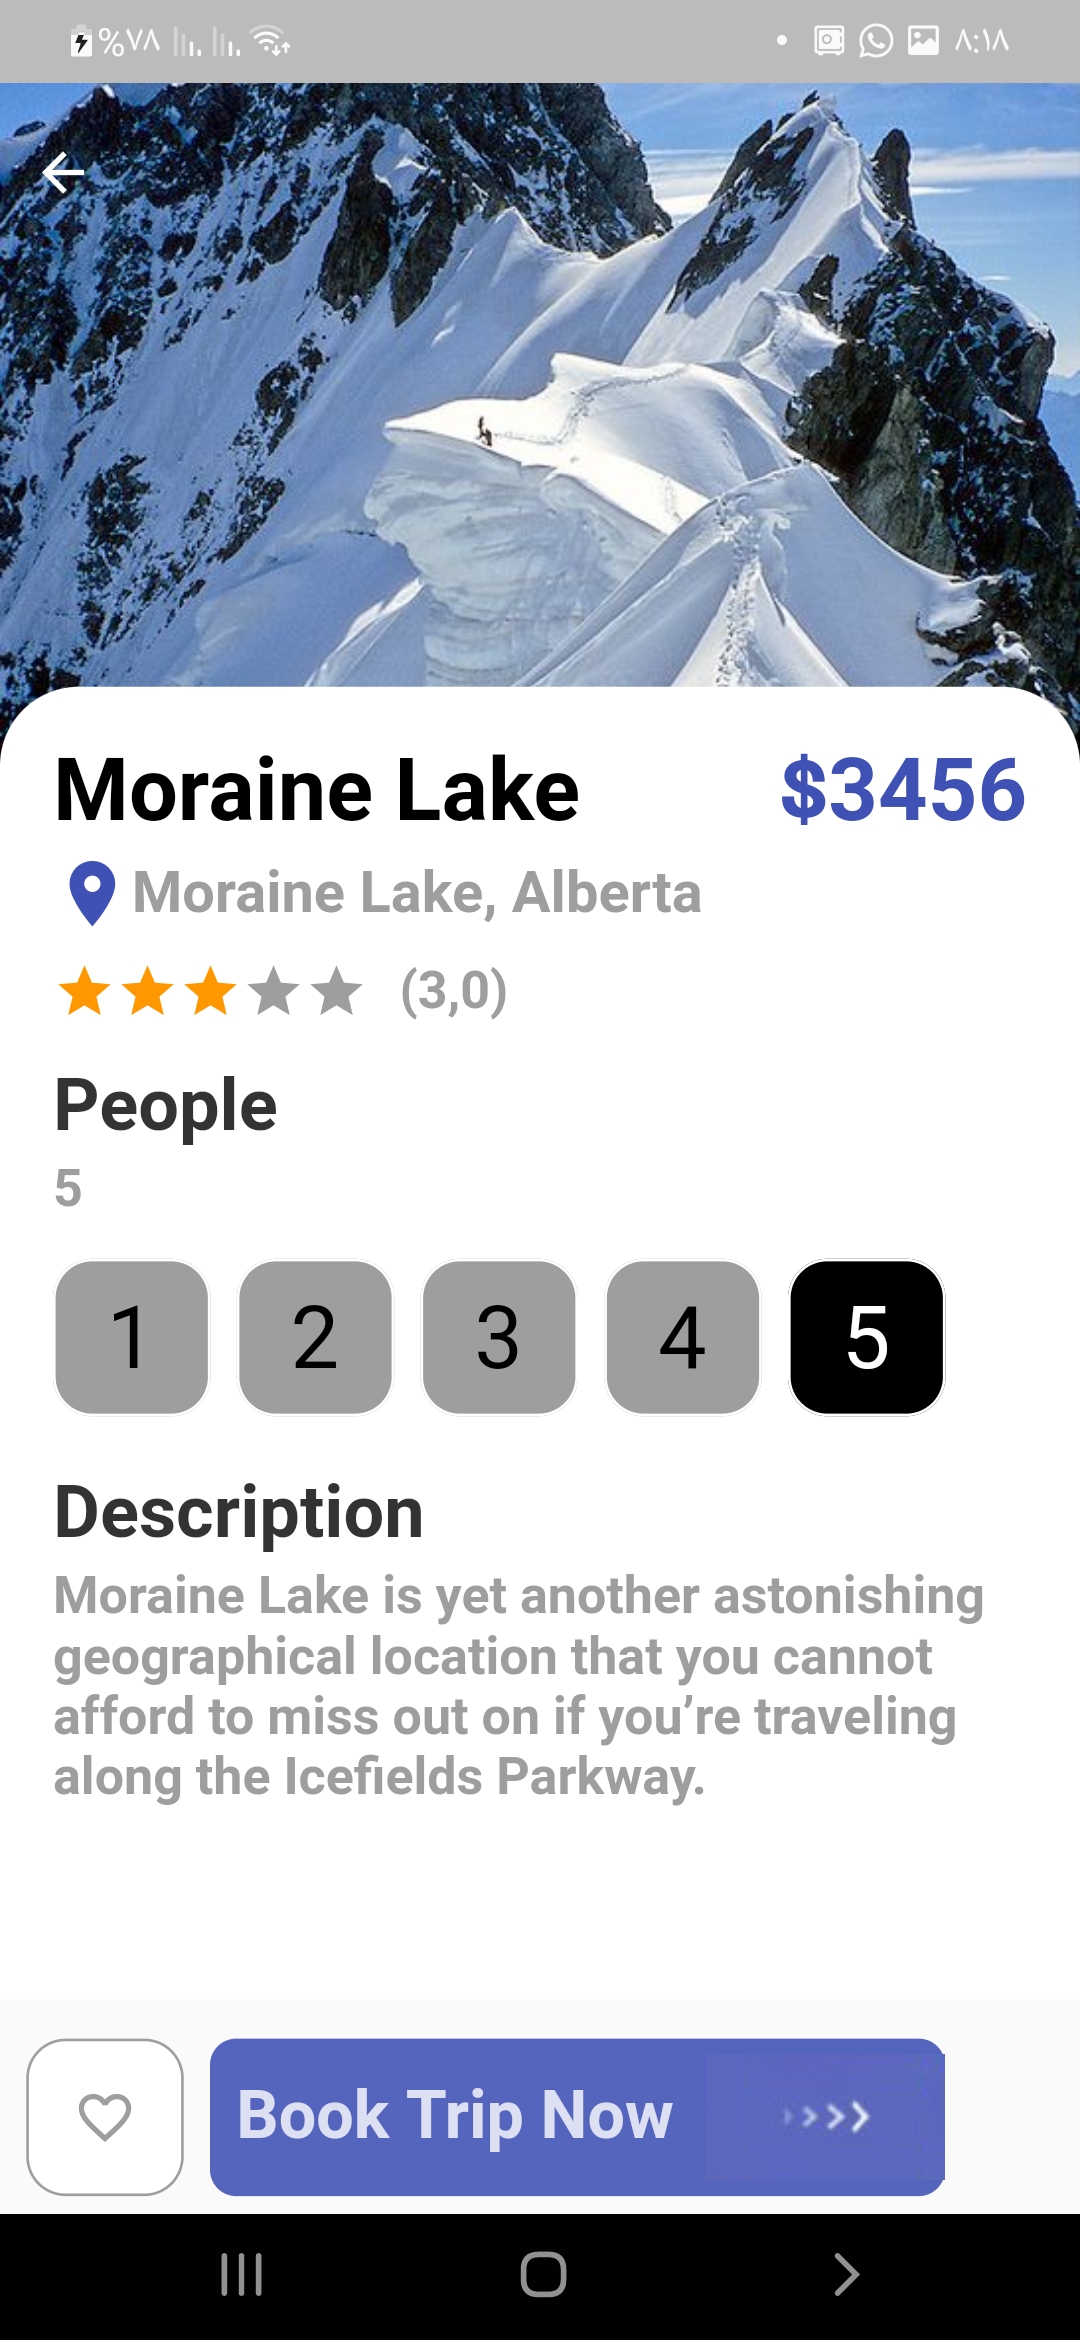 %٧٨
٨:١٨
Moraine Lake
$3456
Moraine Lake, Alberta
(3,0)
People
5
1 2 3 4 5
Description
Moraine Lake is yet another astonishing
geographical location that you cannot
afford to miss out on if you’re traveling
along the Icefields Parkway.
Book Trip Now